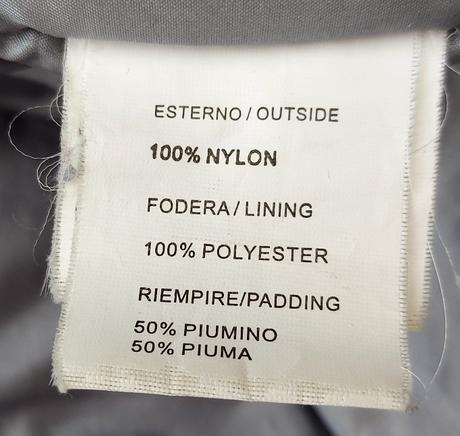 ESTERNO / OUTSIDE
100% NYLON
FODERA / LINING
100% POLYESTER
RIEMPIRE/PADDING
50% PIUMINO
50% PIUMA